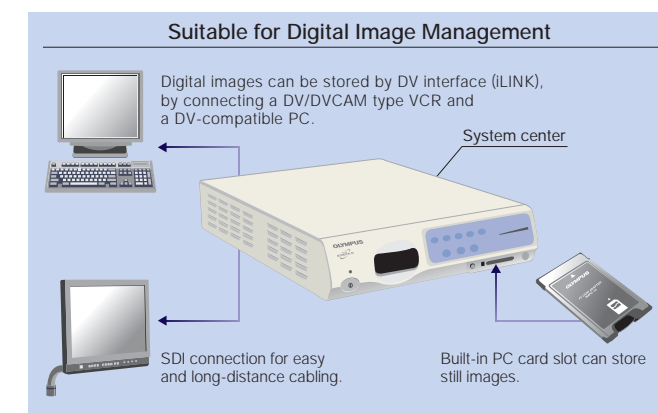 Suitable for Digital Image Management
Digital images can be stored by DV interface (iLINK),
by connecting a DV/DVCAM type VCR and
a DV-compatible PC.
System center
OLYMPUS
OLYMPUS
SDI connection for easy
and long-distance cabling.
Built-in PC card slot can store
still images.